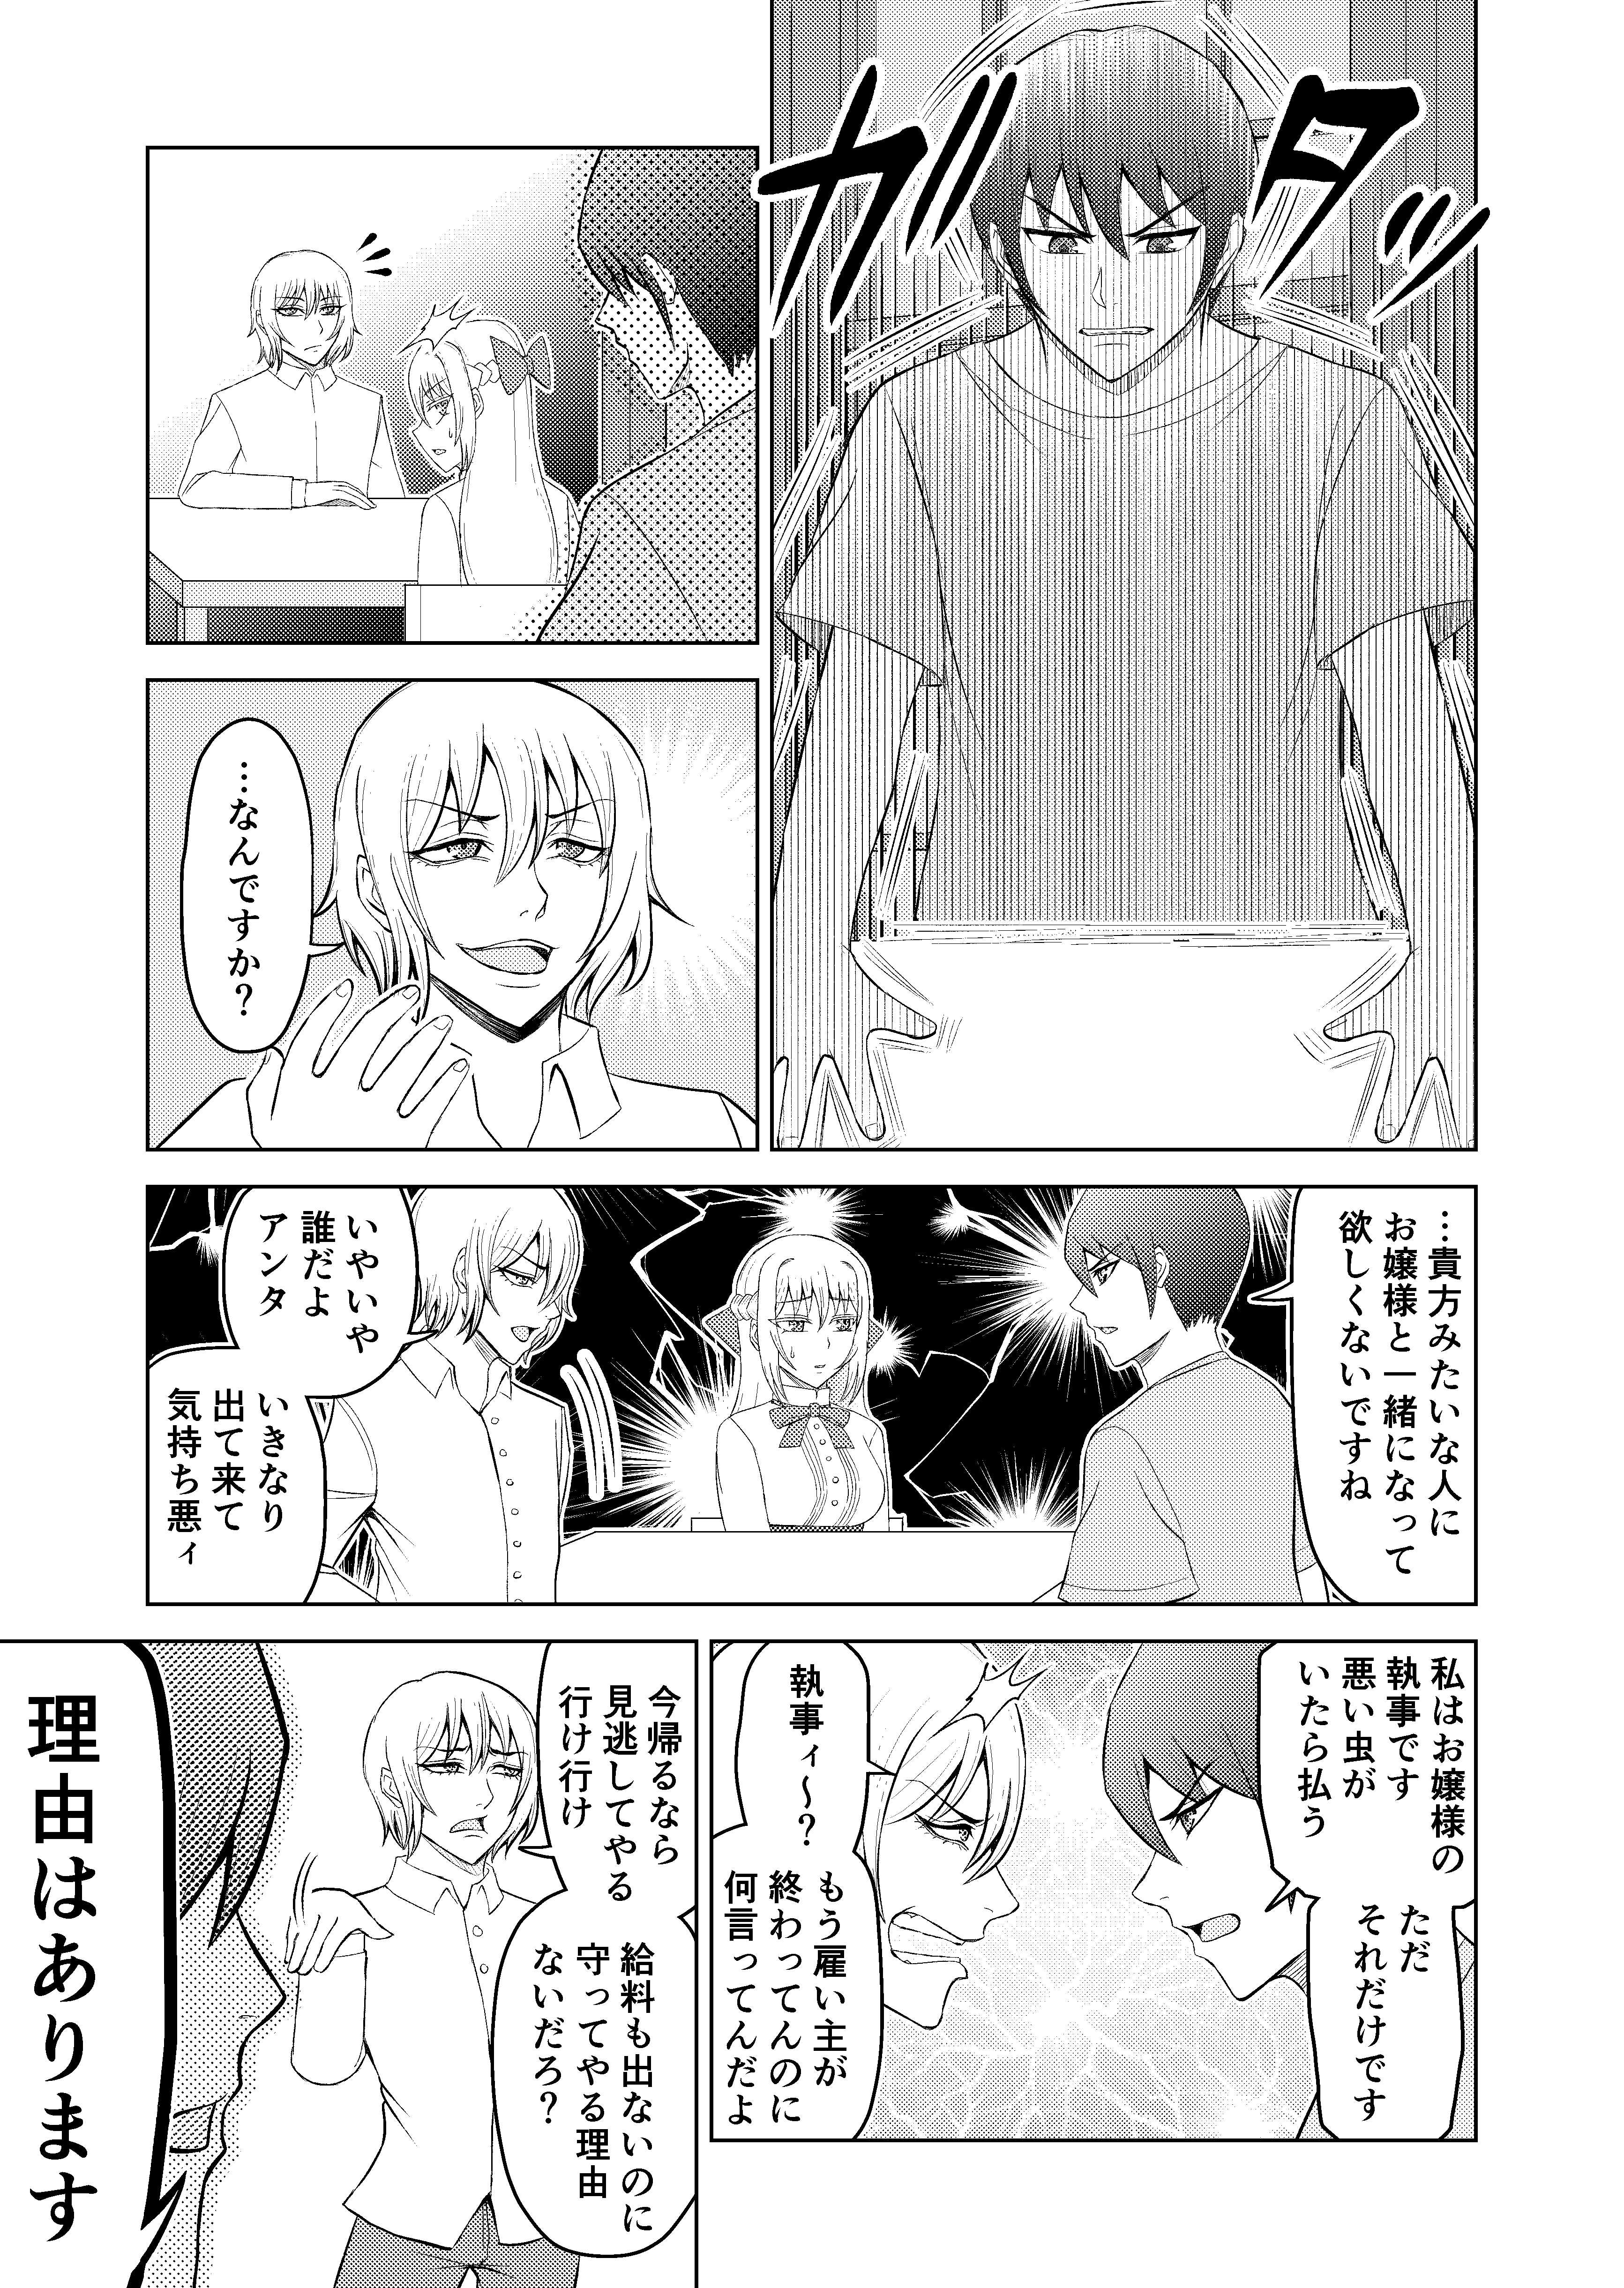 ガタッ
…なんですか？
…貴方みたいな人に
お嬢様と一緒になって
欲しくないですね
いやいや
誰だよ
アンタ
いきなり
出て来て
気持ち悪ィ
私はお嬢様の
執事です
悪い虫が
いたら払う
ただ
それだけです
執事ィ～？
もう雇い主が
終わってんのに
何言ってんだよ
今帰るなら
見逃してやる
行け行け
給料も出ないのに
守ってやる理由
ないだろ？
理由はあります